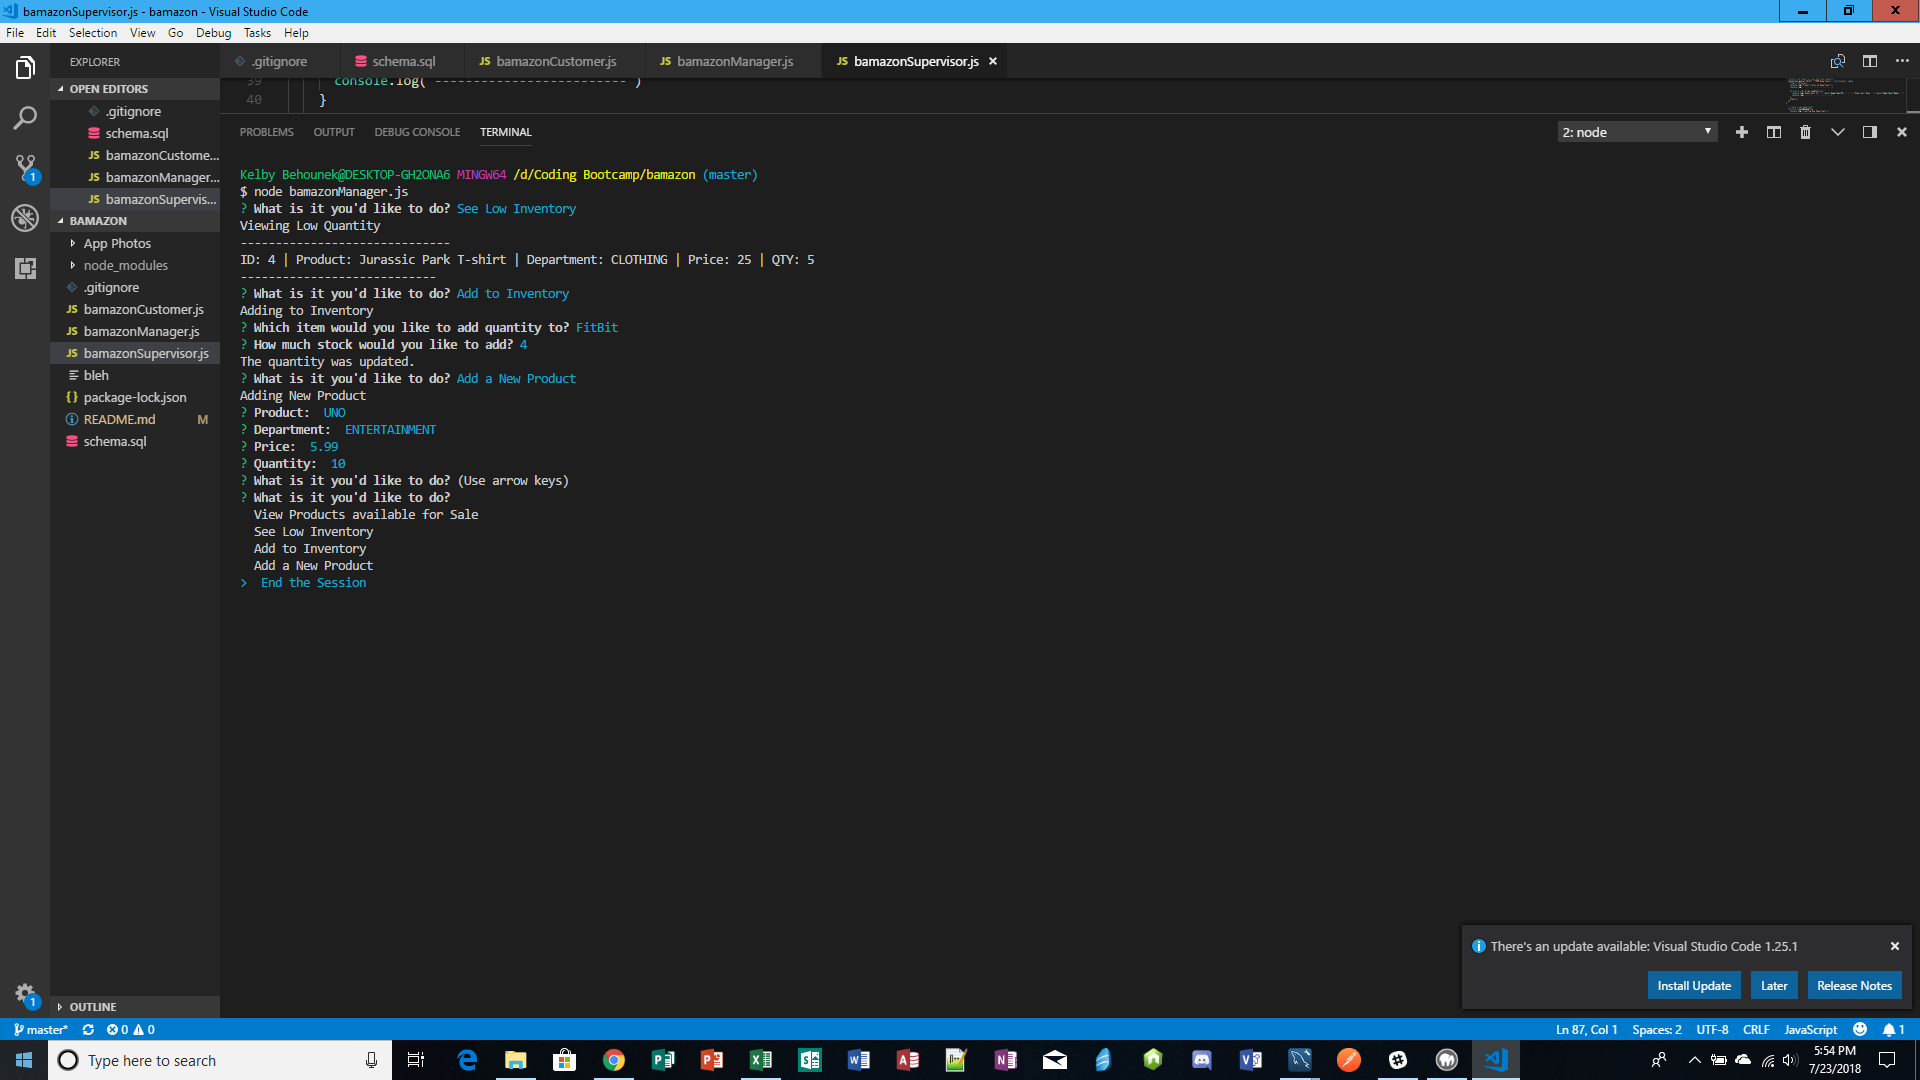 bamazonSupervisor.js - bamazon - Visual Studio Code
File Edit Selection View Go Debug Tasks Help
EXPLORER
OPEN EDITORS
.gitignore
schema.sql
JS bamazonCustome...
JS bamazonManager...
JS bamazonSupervis...
BAMAZON
App Photos
node_modules
.gitignore
JS bamazonCustomer.js
JS bamazonManager.js
JS bamazonSupervisor.js
bleh
{} package-lock.json
README.md M
schema.sql
OUTLINE
.gitignore schema.sql JS bamazonCustomer.js JS bamazonManager.js JS bamazonSupervisor.js
39 console.log( -------------------------- )
40 }
PROBLEMS OUTPUT DEBUG CONSOLE TERMINAL
2: node
Kelby Behounek@DESKTOP-GH2ONA6 MINGW64 /d/Coding Bootcamp/bamazon (master)
$ node bamazonManager.js
? What is it you'd like to do? See Low Inventory
Viewing Low Quantity
------------------------------
ID: 4 | Product: Jurassic Park T-shirt | Department: CLOTHING | Price: 25 | QTY: 5
----------------------------
? What is it you'd like to do? Add to Inventory
Adding to Inventory
? Which item would you like to add quantity to? FitBit
? How much stock would you like to add? 4
The quantity was updated.
? What is it you'd like to do? Add a New Product
Adding New Product
? Product:  UNO
? Department:  ENTERTAINMENT
? Price:  5.99
? Quantity:  10
? What is it you'd like to do? (Use arrow keys)
? What is it you'd like to do?
View Products available for Sale
See Low Inventory
Add to Inventory
Add a New Product
>  End the Session
There's an update available: Visual Studio Code 1.25.1
Install Update Later Release Notes
master* 0 0 Ln 87, Col 1 Spaces: 2 UTF-8 CRLF JavaScript 1
Type here to search
5:54 PM
7/23/2018